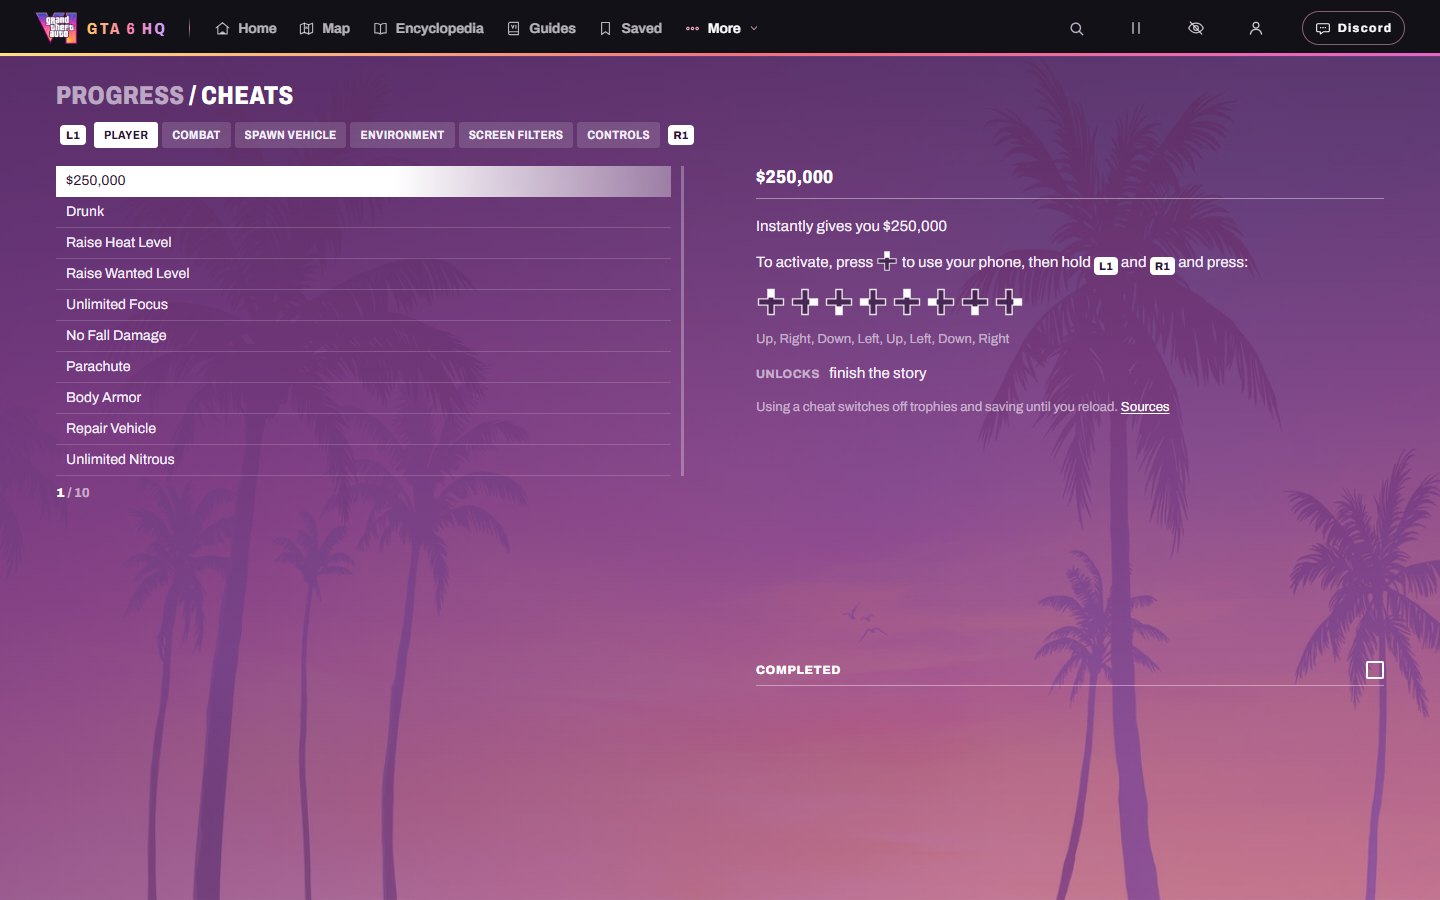 grand theft auto VI
GTA 6 HQ
Home
Map
Encyclopedia
Guides
Saved
More
Discord
PROGRESS / CHEATS
L1
PLAYER
COMBAT
SPAWN VEHICLE
ENVIRONMENT
SCREEN FILTERS
CONTROLS
R1
$250,000
Drunk
Raise Heat Level
Raise Wanted Level
Unlimited Focus
No Fall Damage
Parachute
Body Armor
Repair Vehicle
Unlimited Nitrous
1 / 10
$250,000
Instantly gives you $250,000
To activate, press to use your phone, then hold L1 and R1 and press:
Up, Right, Down, Left, Up, Left, Down, Right
UNLOCKS finish the story
Using a cheat switches off trophies and saving until you reload. Sources
COMPLETED